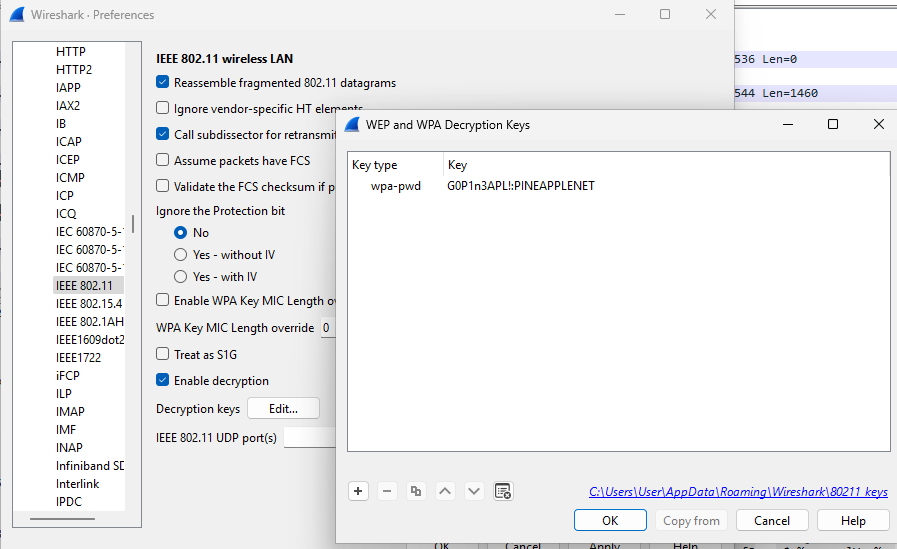 Wireshark · Preferences
HTTP
HTTP2
IAPP
IAX2
IB
ICAP
ICEP
ICMP
ICP
ICQ
IEC 60870-5-
IEC 60870-5-
IEC 60870-5-
IEEE 802.11
IEEE 802.15.4
IEEE 802.1AH
IEEE1609dot2
IEEE1722
iFCP
ILP
IMAP
IMF
INAP
Infiniband SD
Interlink
IPDC
IEEE 802.11 wireless LAN
Reassemble fragmented 802.11 datagrams
Ignore vendor-specific HT elements
Call subdissector for retransmit
Assume packets have FCS
Validate the FCS checksum if p
Ignore the Protection bit
No
Yes - without IV
Yes - with IV
Enable WPA Key MIC Length ov
WPA Key MIC Length override 0
Treat as S1G
Enable decryption
Decryption keys Edit...
IEEE 802.11 UDP port(s)
536 Len=0
544 Len=1460
WEP and WPA Decryption Keys
Key type Key
wpa-pwd G0P1n3APL!:PINEAPPLENET
C:\Users\User\AppData\Roaming\Wireshark\80211 keys
OK Copy from Cancel Help
OK Cancel Apply Help